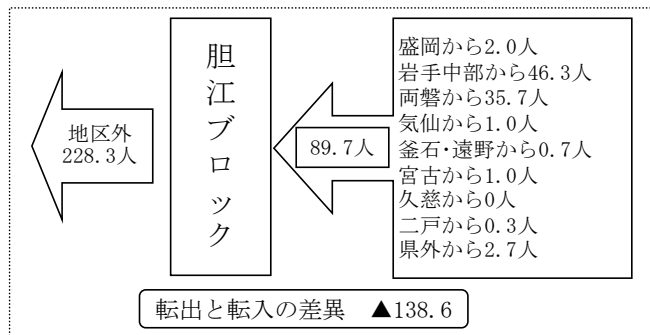 地区外
228.3人
胆江ブロック
89.7人
盛岡から2.0人
岩手中部から46.3人
両磐から35.7人
気仙から1.0人
釜石・遠野から0.7人
宮古から1.0人
久慈から0人
二戸から0.3人
県外から2.7人
転出と転入の差異　▲138.6